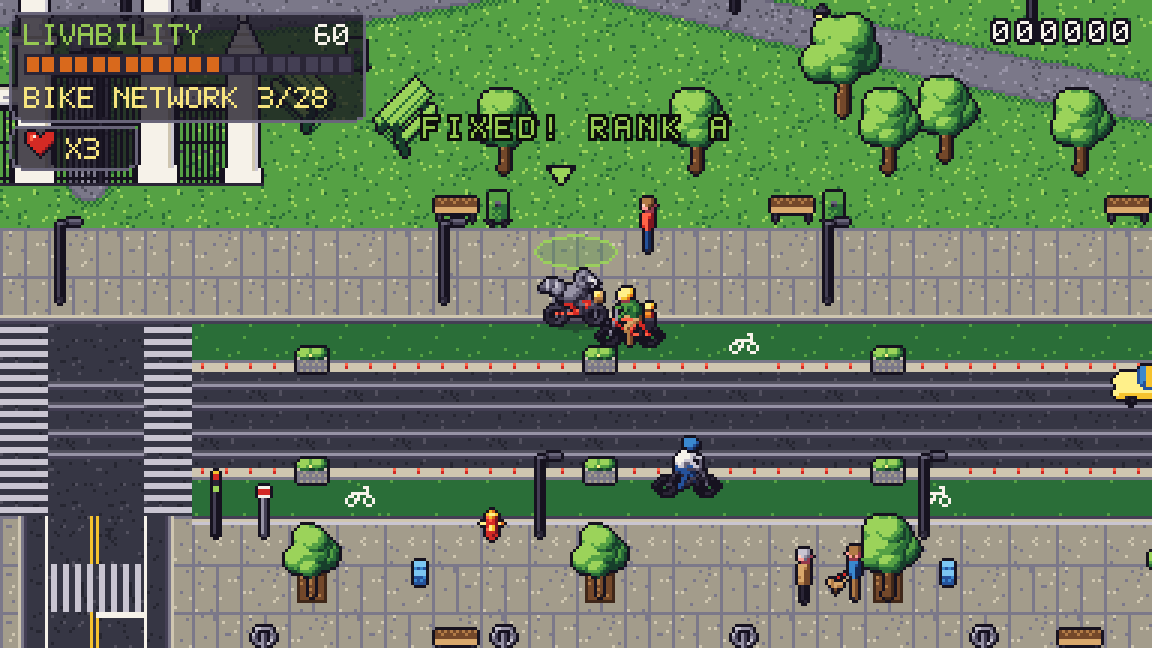 LIVABILITY 60
000000
BIKE NETWORK 3/28
FIXED! RANK A
X3